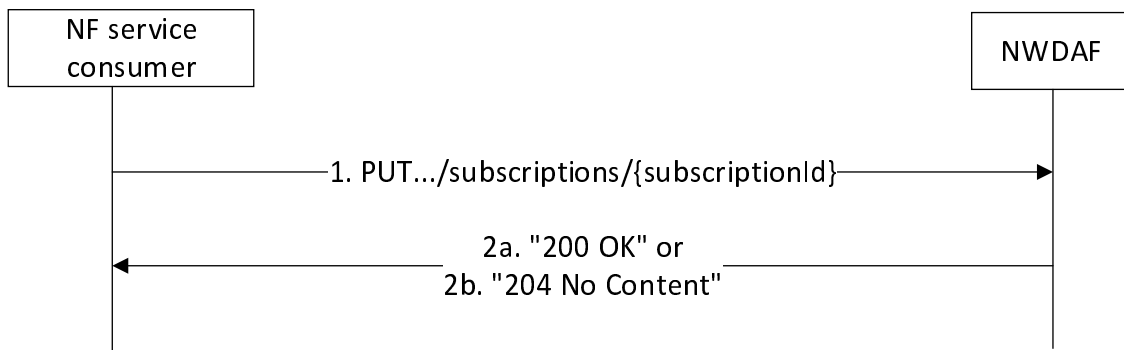 NF service
consumer
NWDAF
1. PUT.../subscriptions/{subscriptionId}
2a. "200 OK" or
2b. "204 No Content"